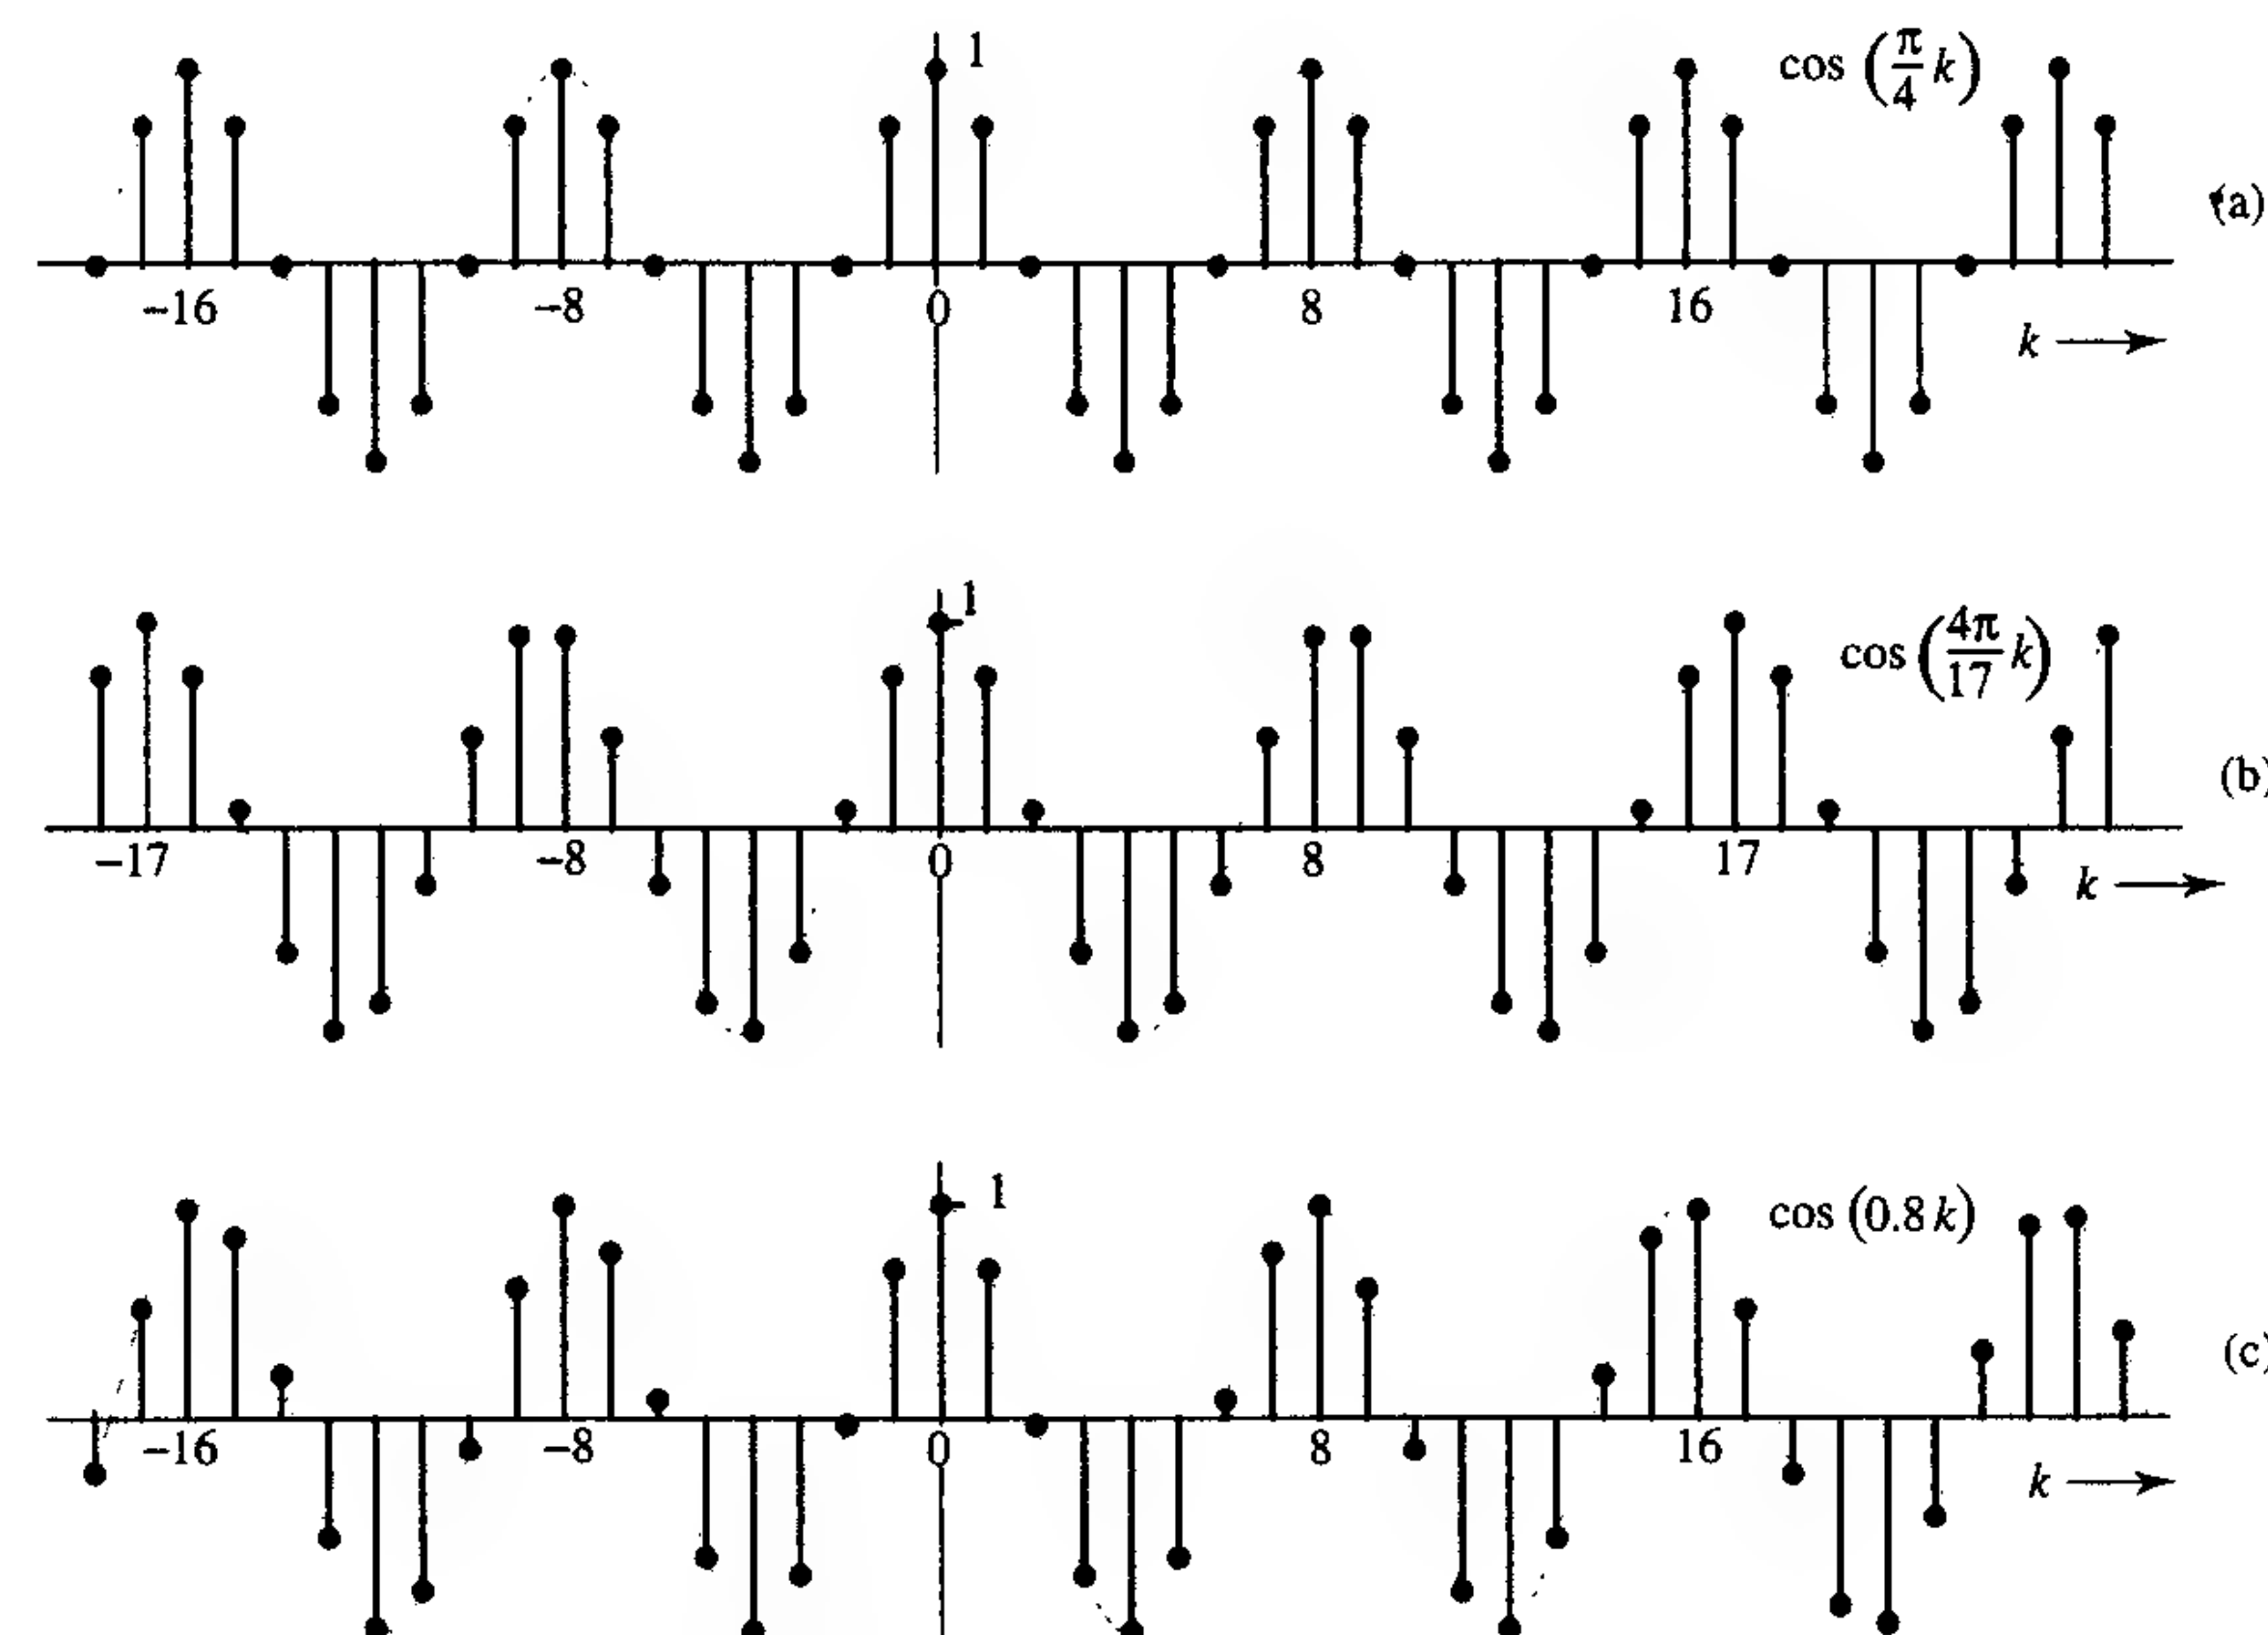 1
cos (π/4 k)
(a)
−16 −8 0 8 16
k
1
cos (4π/17 k)
(b)
−17 −8 0 8 17
k
1
cos (0.8 k)
(c)
−16 −8 0 8 16
k